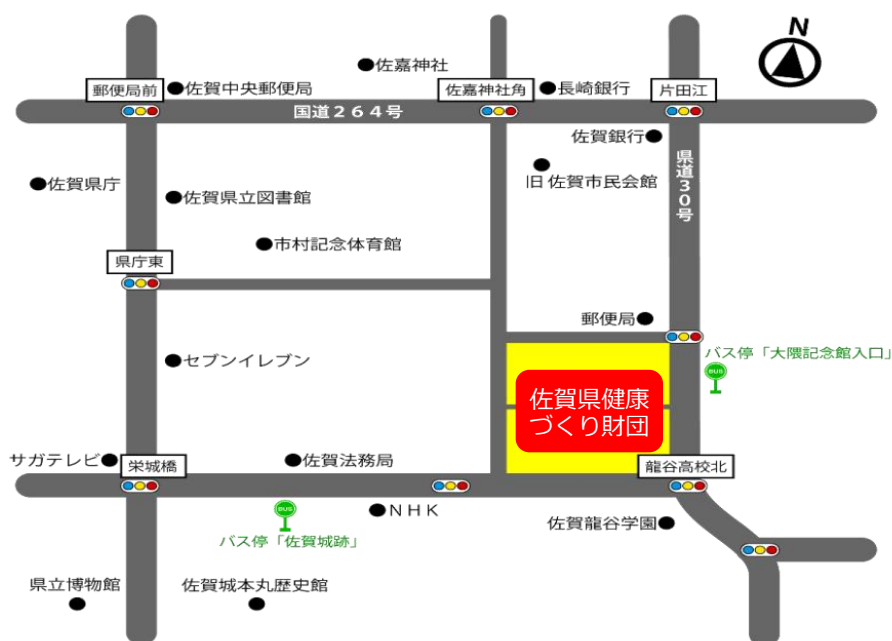 N
佐嘉神社
郵便局前
佐賀中央郵便局
佐嘉神社角
長崎銀行
片田江
国道264号
佐賀銀行
県道30号
佐賀県庁
佐賀県立図書館
旧 佐賀市民会館
市村記念体育館
県庁東
郵便局
バス停「大隈記念館入口」
BUS
セブンイレブン
佐賀県健康
づくり財団
サガテレビ
栄城橋
佐賀法務局
龍谷高校北
BUS
NHK
佐賀龍谷学園
バス停「佐賀城跡」
県立博物館
佐賀城本丸歴史館